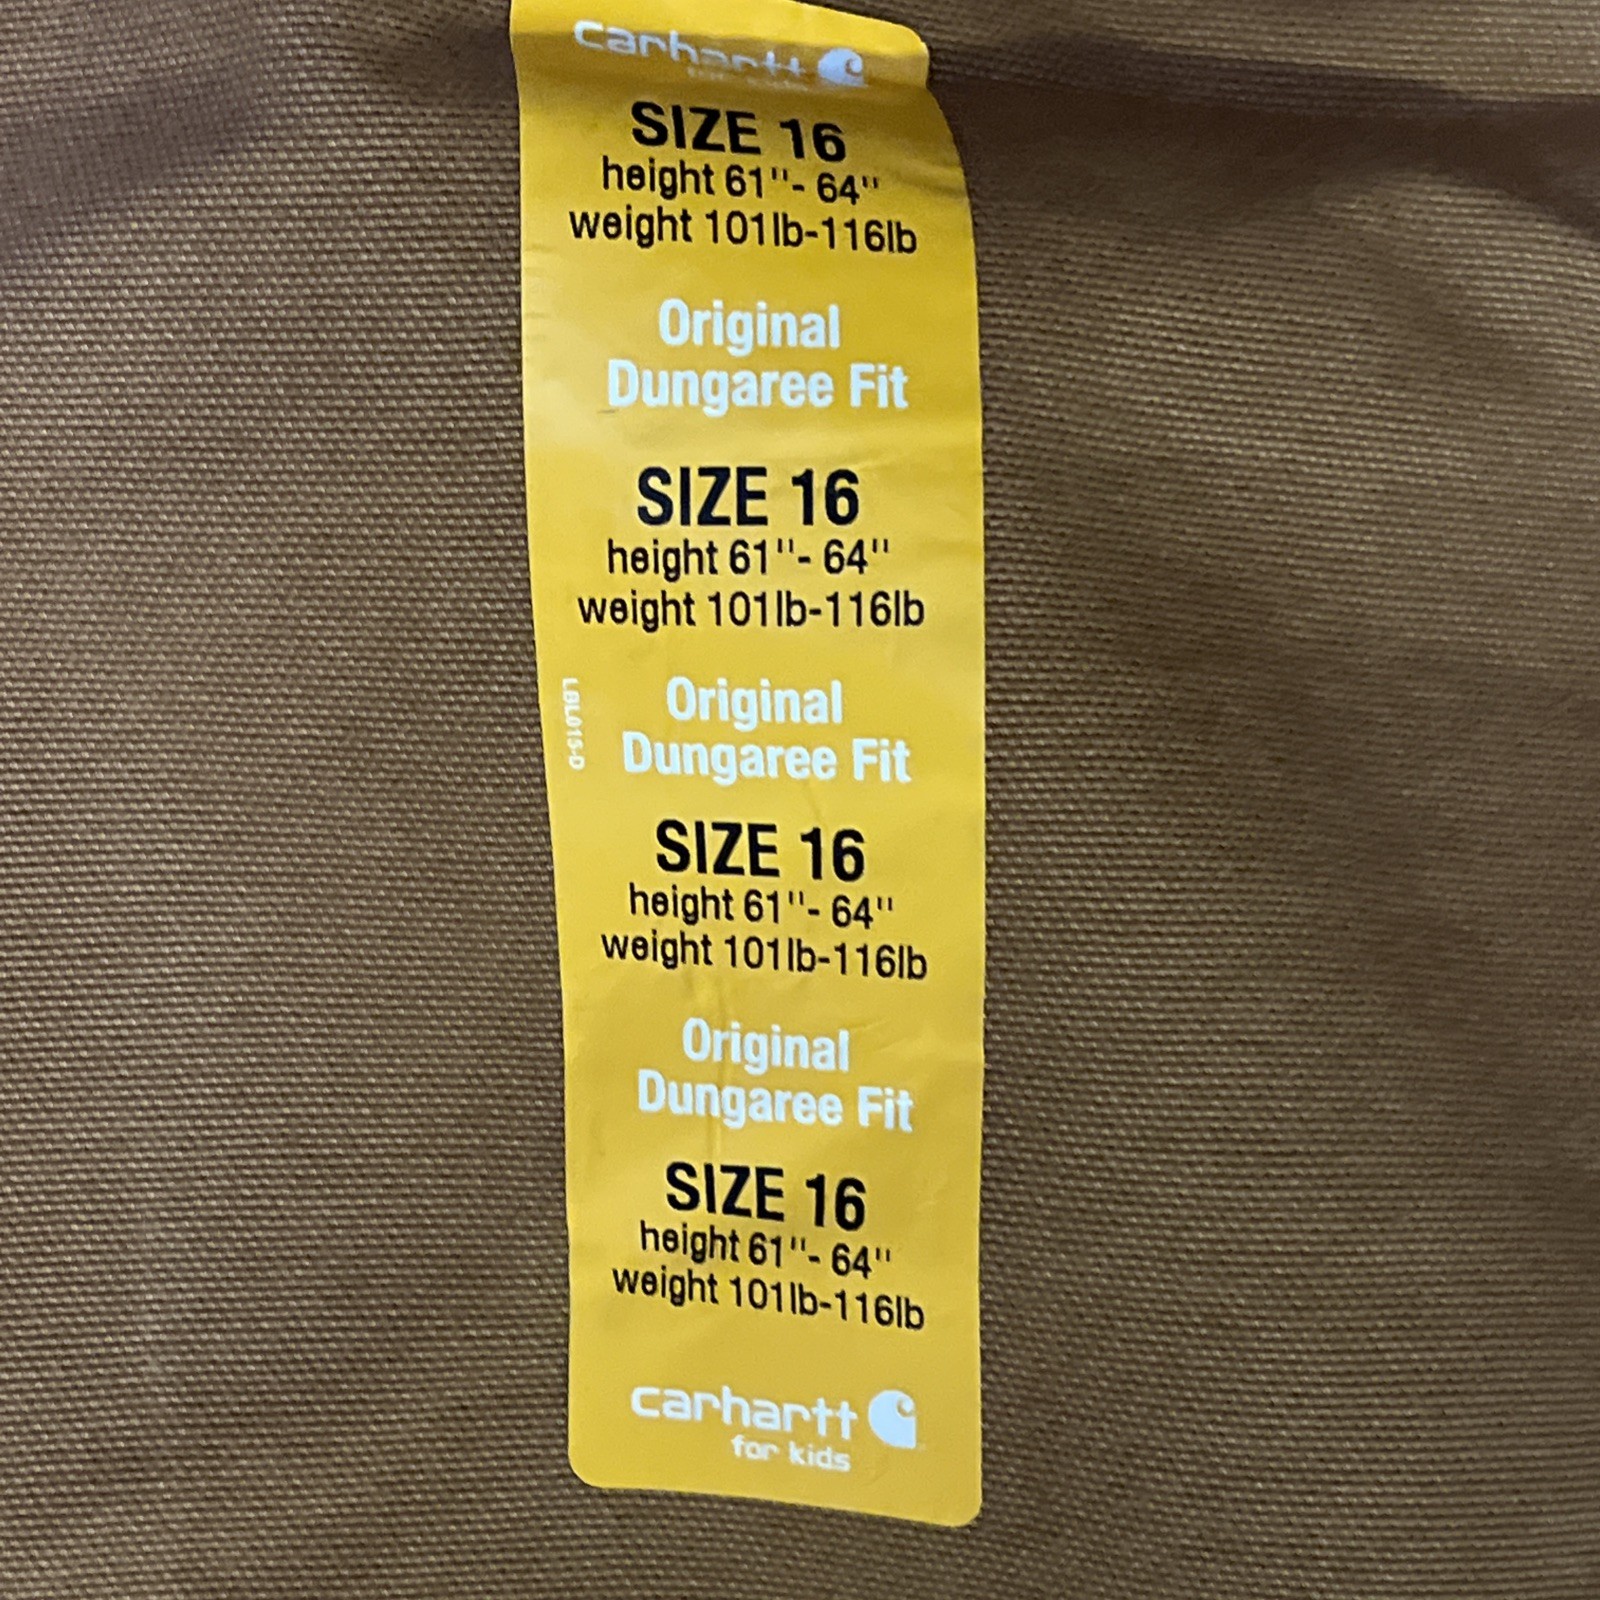 carhartt
SIZE 16
height 61"- 64"
weight 101lb-116lb
Original
Dungaree Fit
SIZE 16
height 61"- 64"
weight 101lb-116lb
LBL015-D
Original
Dungaree Fit
SIZE 16
height 61"- 64"
weight 101lb-116lb
Original
Dungaree Fit
SIZE 16
height 61"- 64"
weight 101lb-116lb
carhartt
for kids